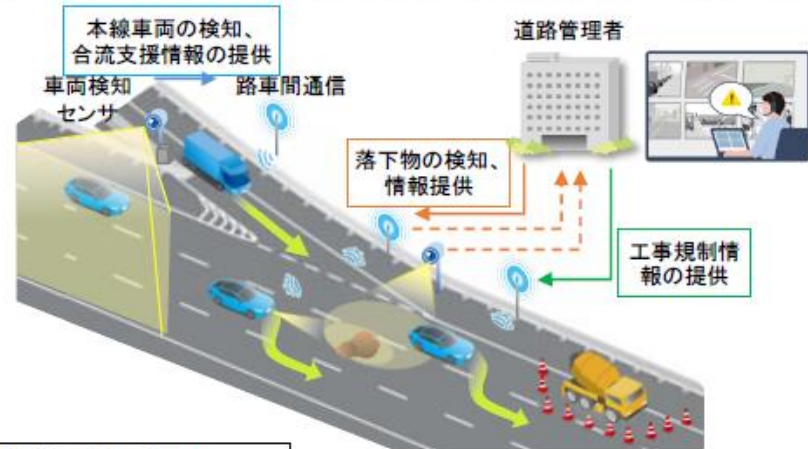 本線車両の検知、
合流支援情報の提供
車両検知
センサ
路車間通信
道路管理者
落下物の検知、
情報提供
工事規制情
報の提供